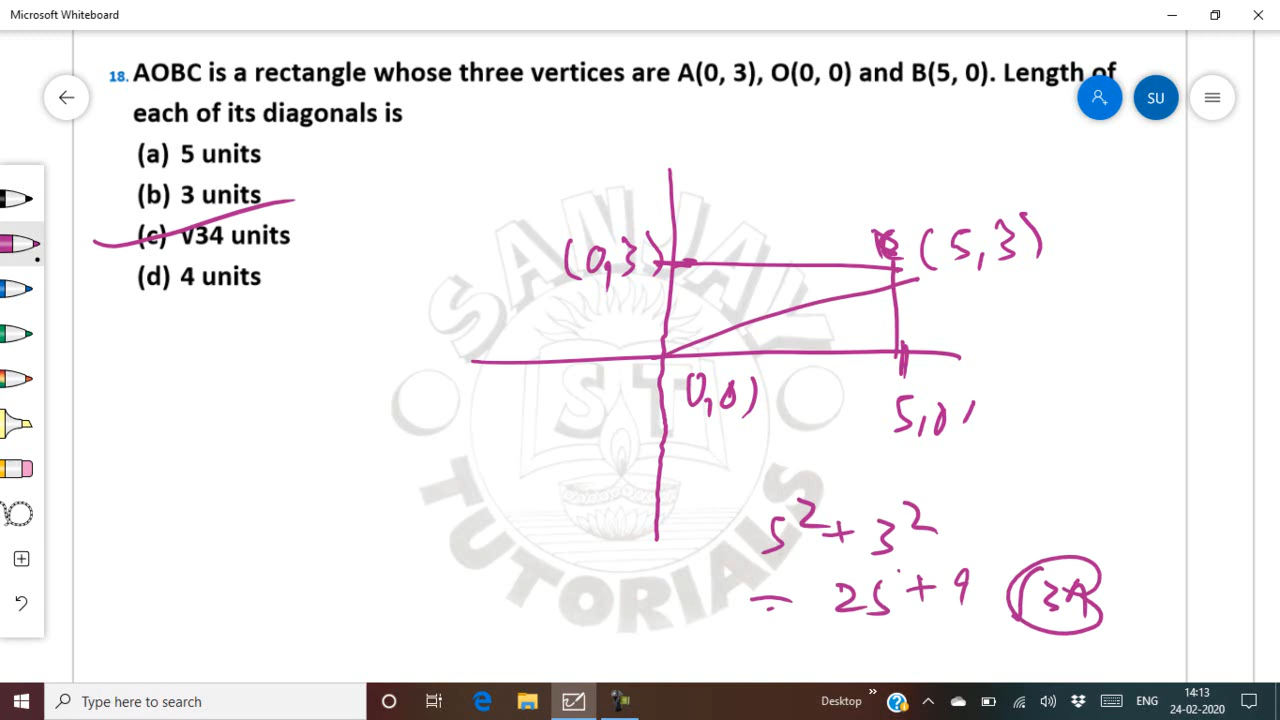 Microsoft Whiteboard
18. AOBC is a rectangle whose three vertices are A(0, 3), O(0, 0) and B(5, 0). Length of
each of its diagonals is
(a) 5 units
(b) 3 units
(c) √34 units
(d) 4 units
SU
(0,3)
(5,3)
0,0)
5,0)
5² + 3²
= 25 + 9 √34
SANJAL
ST
TUTORIALS
Type here to search
Desktop
ENG
14:13
24-02-2020